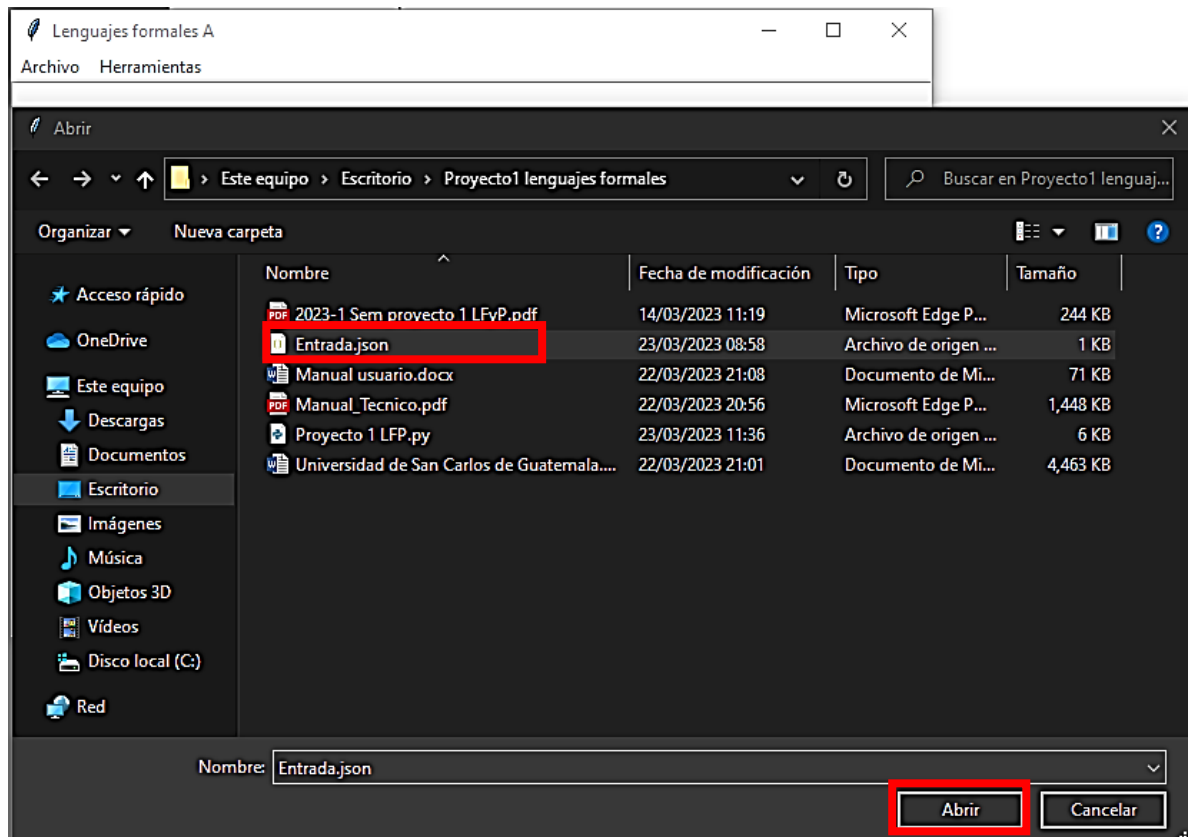 Lenguajes formales A
Archivo Herramientas
Abrir
Este equipo > Escritorio > Proyecto1 lenguajes formales
Buscar en Proyecto1 lenguaj...
Organizar Nueva carpeta
Nombre Fecha de modificación Tipo Tamaño
Acceso rápido
OneDrive
Este equipo
Descargas
Documentos
Escritorio
Imágenes
Música
Objetos 3D
Vídeos
Disco local (C:)
Red
2023-1 Sem proyecto 1 LFyP.pdf 14/03/2023 11:19 Microsoft Edge P... 244 KB
Entrada.json 23/03/2023 08:58 Archivo de origen ... 1 KB
Manual usuario.docx 22/03/2023 21:08 Documento de Mi... 71 KB
Manual_Tecnico.pdf 22/03/2023 20:56 Microsoft Edge P... 1,448 KB
Proyecto 1 LFP.py 23/03/2023 11:36 Archivo de origen ... 6 KB
Universidad de San Carlos de Guatemala.... 22/03/2023 21:01 Documento de Mi... 4,463 KB
Nombre: Entrada.json
Abrir Cancelar